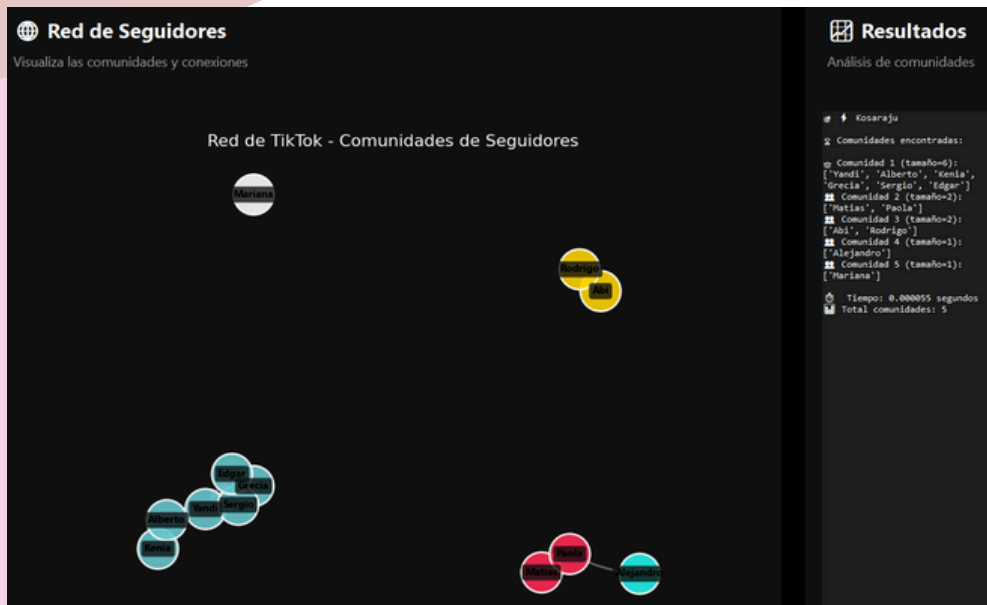 Red de Seguidores
Visualiza las comunidades y conexiones
Red de TikTok - Comunidades de Seguidores
Mariana
Rodrigo
Abi
Edgar
Grecia
Yandi
Sergio
Alberto
Kenia
Paola
Matias
Alejandro
Resultados
Análisis de comunidades
Kosaraju
Comunidades encontradas:
Comunidad 1 (tamaño=6):
['Yandi', 'Alberto', 'Kenia',
'Grecia', 'Sergio', 'Edgar']
Comunidad 2 (tamaño=2):
['Matias', 'Paola']
Comunidad 3 (tamaño=2):
['Abi', 'Rodrigo']
Comunidad 4 (tamaño=1):
['Alejandro']
Comunidad 5 (tamaño=1):
['Mariana']
Tiempo: 0.000055 segundos
Total comunidades: 5